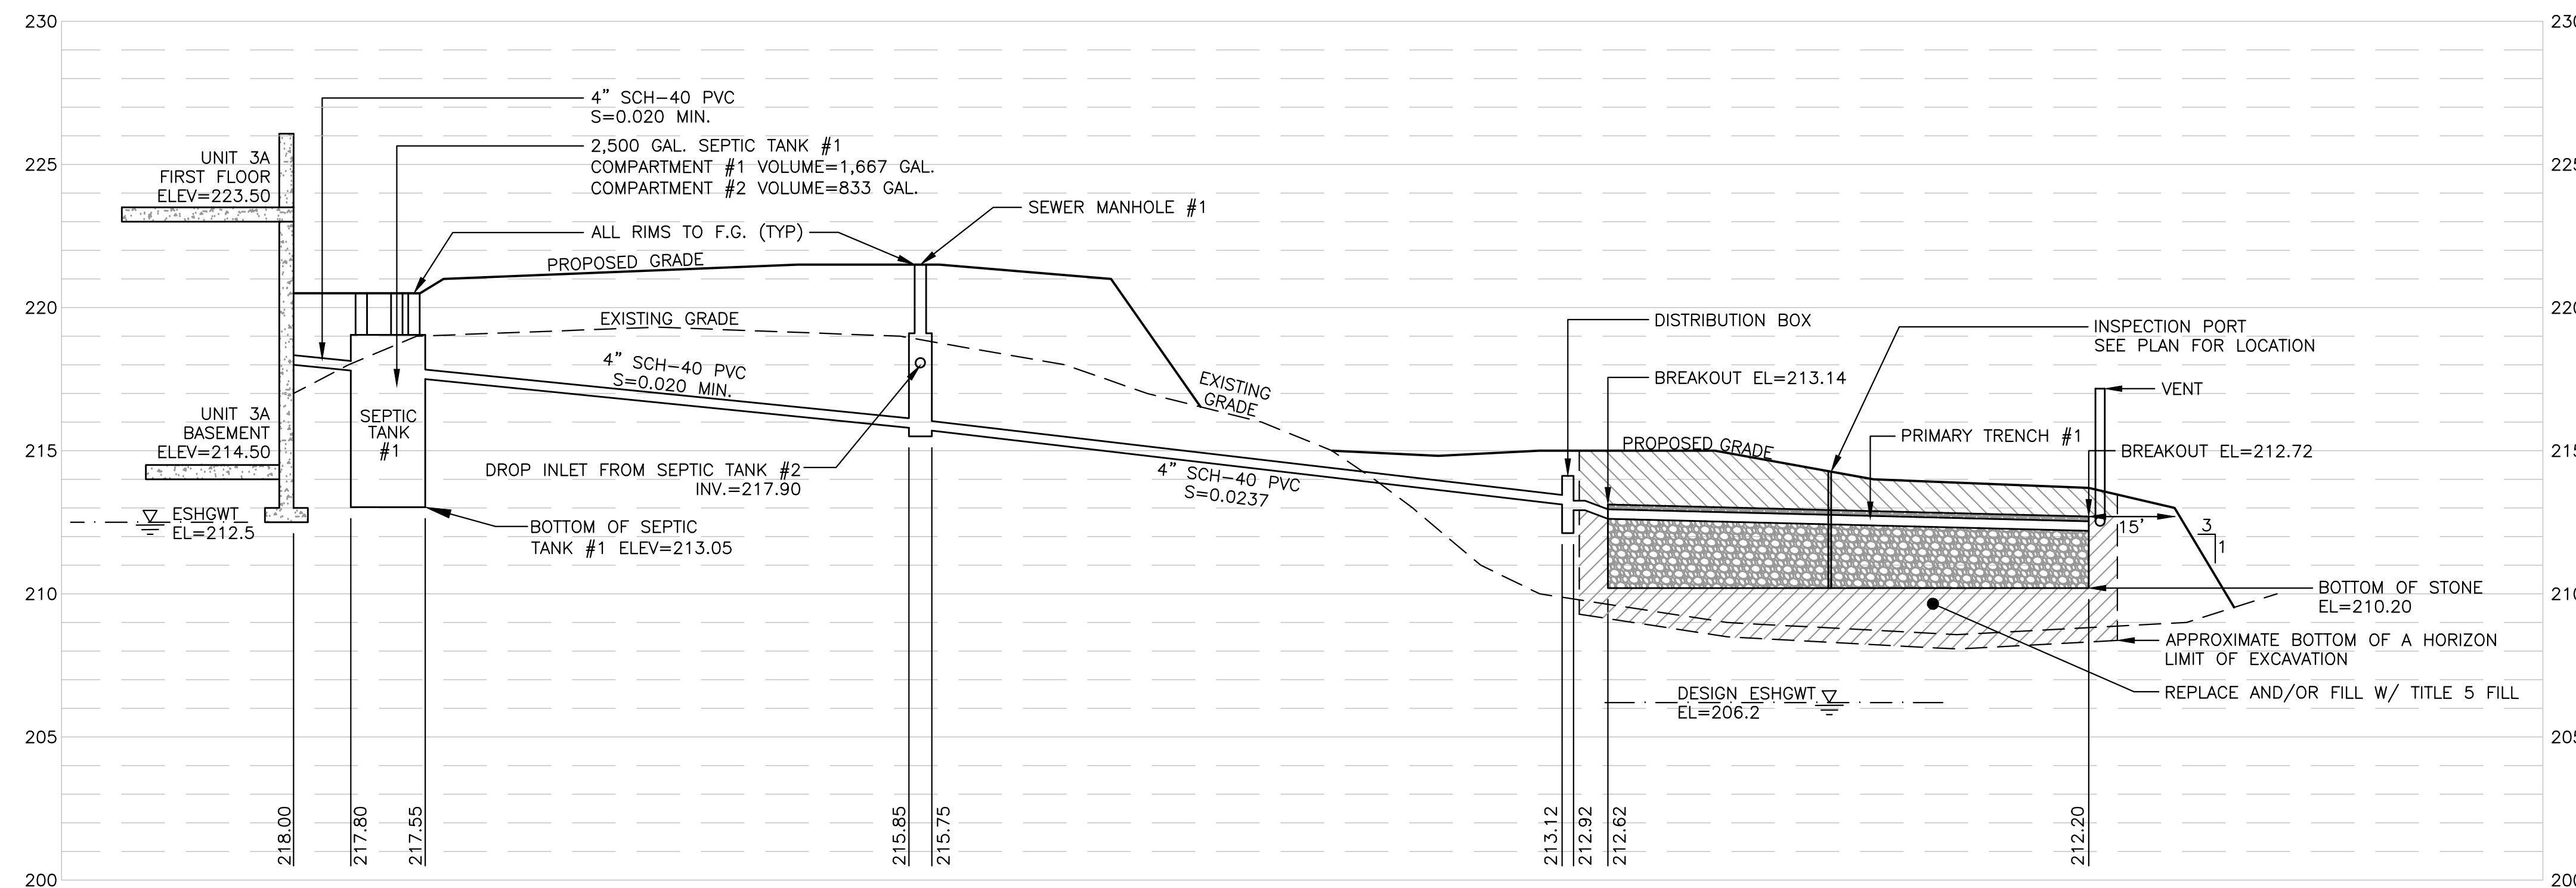 230
230
4" SCH-40 PVC
S=0.020 MIN.
2,500 GAL. SEPTIC TANK #1
COMPARTMENT #1 VOLUME=1,667 GAL.
COMPARTMENT #2 VOLUME=833 GAL.
UNIT 3A
FIRST FLOOR
ELEV=223.50
225
225
SEWER MANHOLE #1
ALL RIMS TO F.G. (TYP)
PROPOSED GRADE
EXISTING GRADE
220
220
DISTRIBUTION BOX
INSPECTION PORT
SEE PLAN FOR LOCATION
4" SCH-40 PVC
S=0.020 MIN.
BREAKOUT EL=213.14
EXISTING
GRADE
VENT
UNIT 3A
BASEMENT
ELEV=214.50
SEPTIC
TANK
#1
215
215
PROPOSED GRADE
PRIMARY TRENCH #1
BREAKOUT EL=212.72
DROP INLET FROM SEPTIC TANK #2
INV.=217.90
4" SCH-40 PVC
S=0.0237
ESHGWT
EL=212.5
BOTTOM OF SEPTIC
TANK #1 ELEV=213.05
15'
3
1
210
210
BOTTOM OF STONE
EL=210.20
APPROXIMATE BOTTOM OF A HORIZON
LIMIT OF EXCAVATION
REPLACE AND/OR FILL W/ TITLE 5 FILL
DESIGN ESHGWT
EL=206.2
205
205
218.00
217.80
217.55
215.85
215.75
213.12
212.92
212.62
212.20
200
200